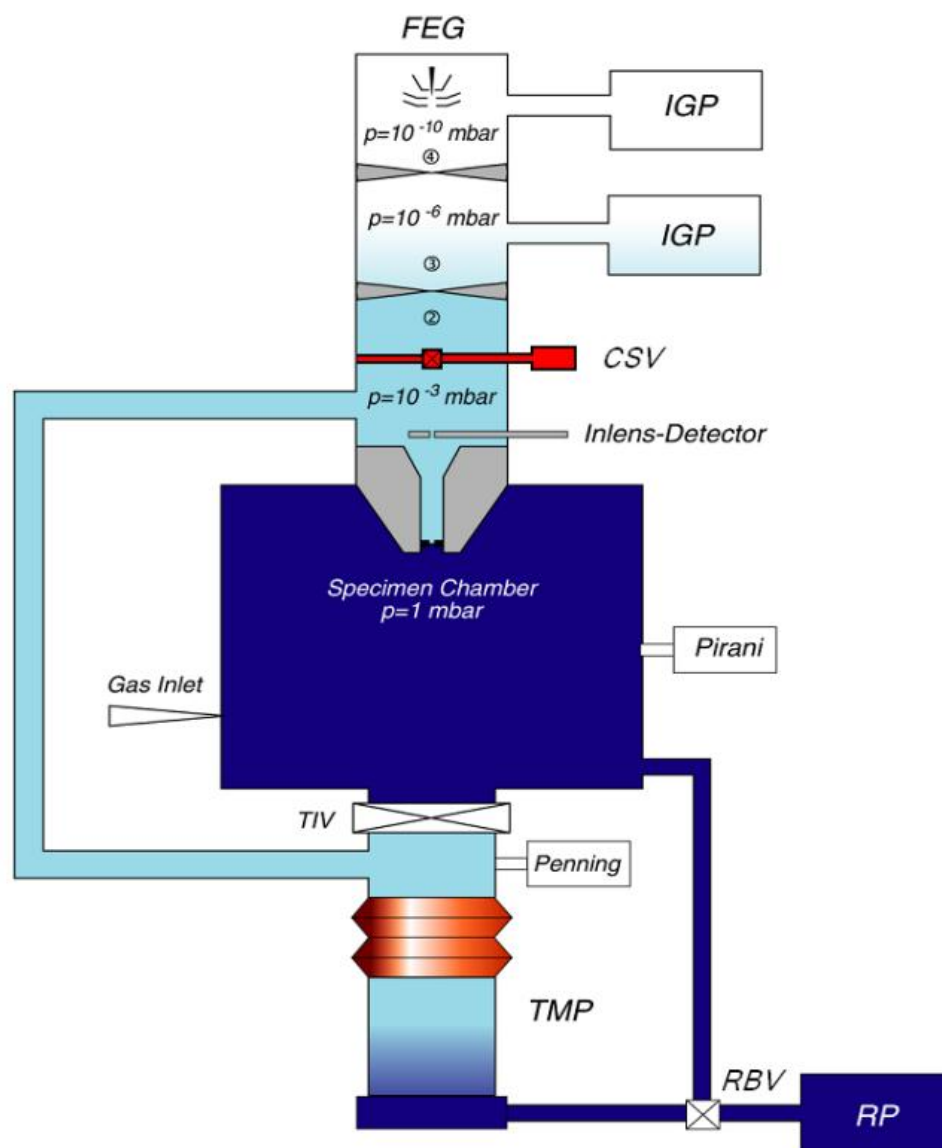 FEG
IGP
p=10 -10 mbar
④
p=10 -6 mbar
IGP
③
②
CSV
p=10 -3 mbar
Inlens-Detector
Specimen Chamber
p=1 mbar
Pirani
Gas Inlet
TIV
Penning
TMP
RBV
RP